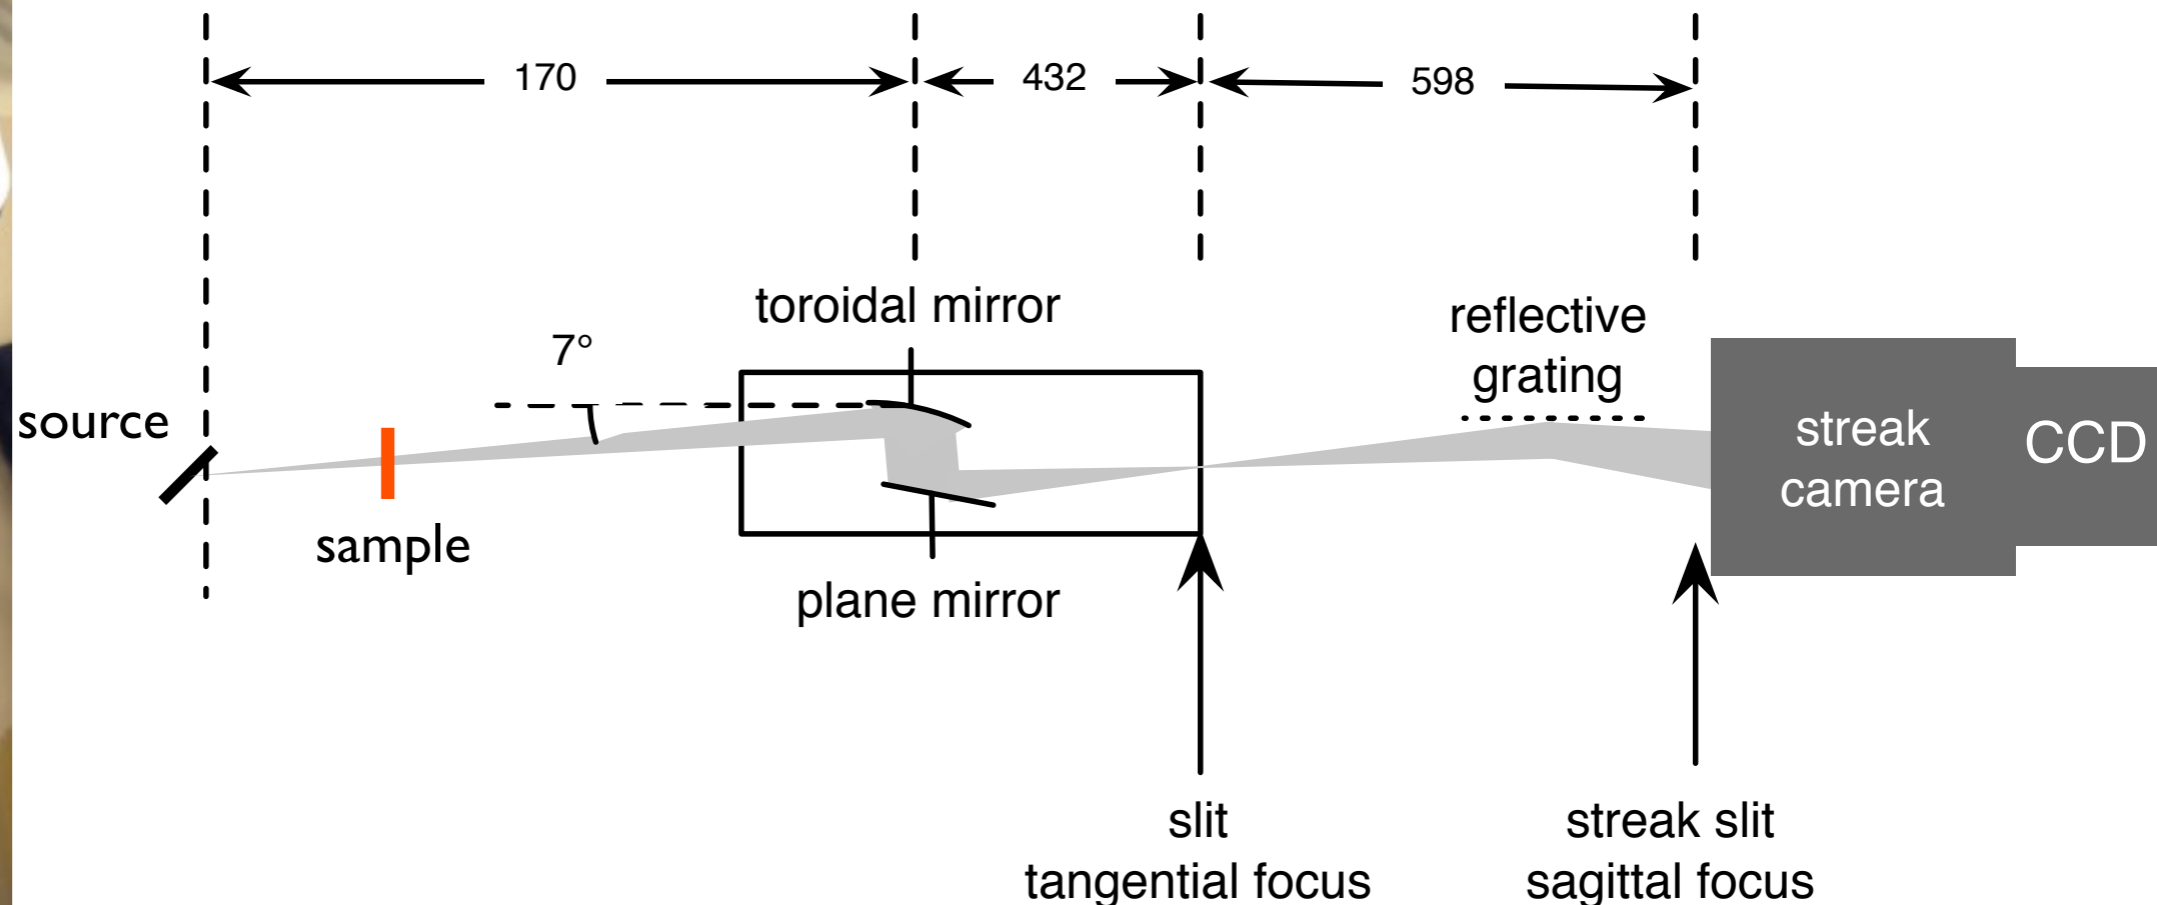 170
432
598
toroidal mirror
reflective
grating
7°
source
streak
camera
CCD
sample
plane mirror
slit
tangential focus
streak slit
sagittal focus